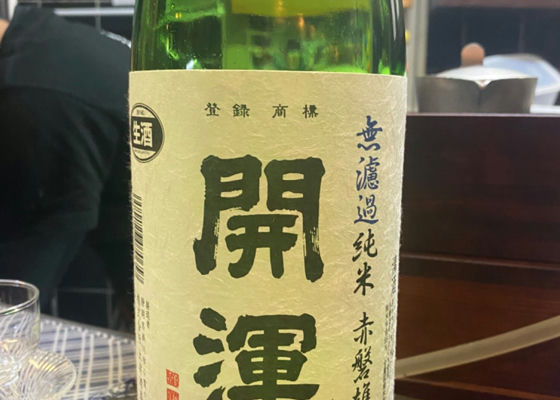 登録 商標
生酒
開運
無濾過 純米 赤磐雄